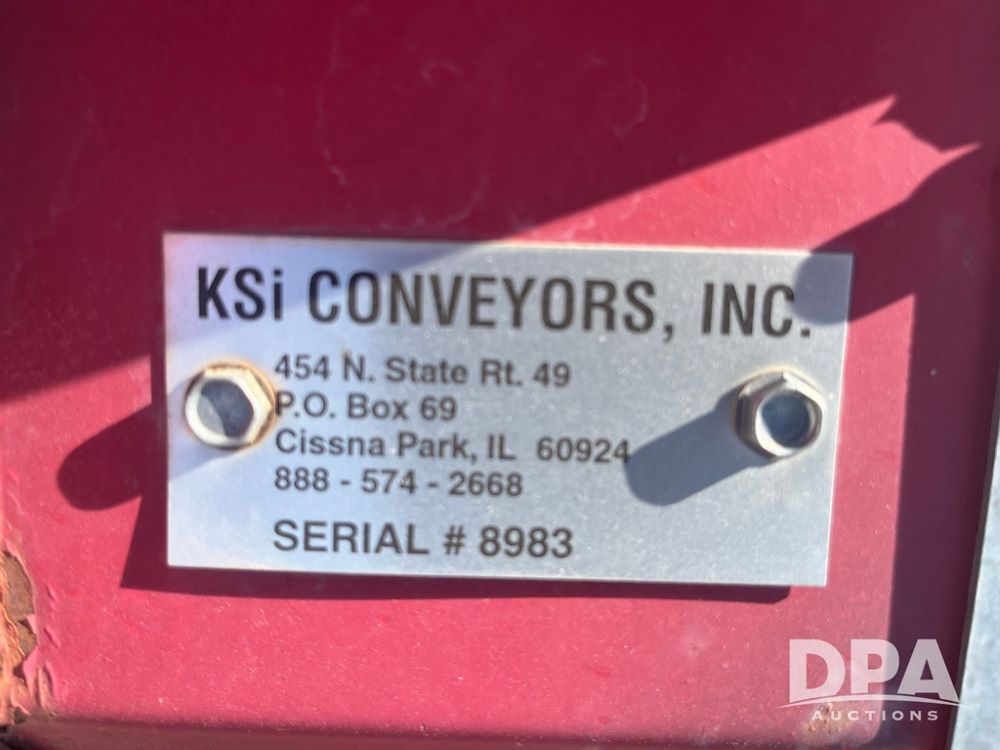 KSi CONVEYORS, INC.
454 N. State Rt. 49
P.O. Box 69
Cissna Park, IL 60924
888 - 574 - 2668
SERIAL # 8983
DPA
AUCTIONS